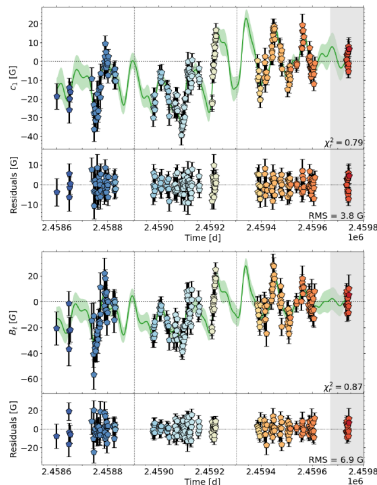 20
10
0
−10
−20
−30
−40
c₁ [G]
χ²ᵣ = 0.79
10
0
−10
Residuals [G]
RMS = 3.8 G
2.4586 2.4588 2.4590 2.4592 2.4594 2.4596 2.4598
Time [d]
1e6
20
0
−20
−40
−60
Bₗ [G]
χ²ᵣ = 0.87
20
0
−20
Residuals [G]
RMS = 6.9 G
2.4586 2.4588 2.4590 2.4592 2.4594 2.4596 2.4598
Time [d]
1e6